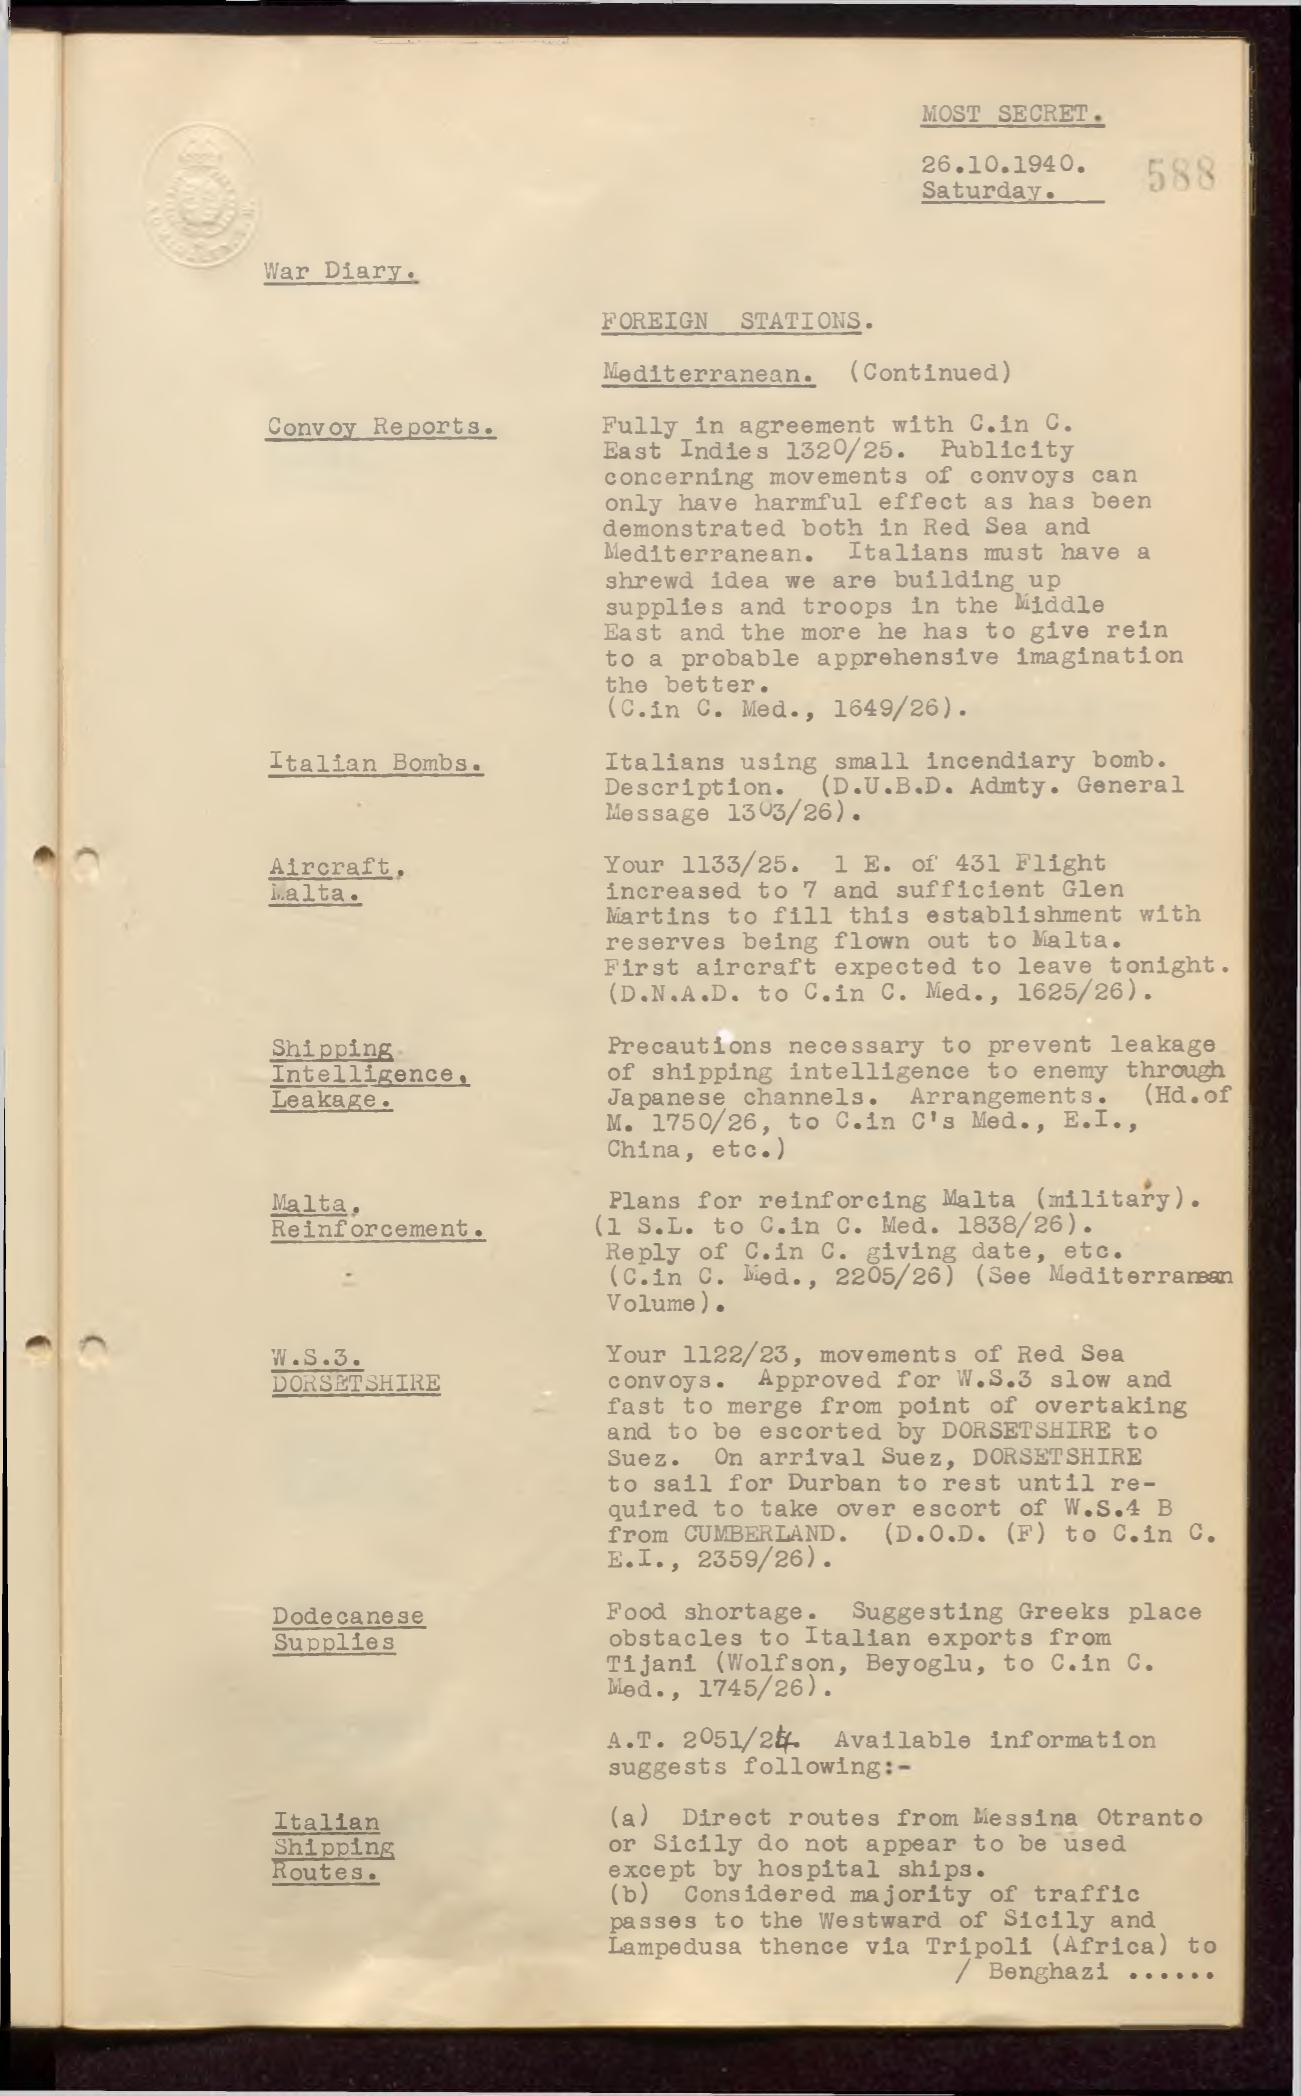 MOST SECRET.
26.10.1940.
588
Saturday.
War Diary.
FOREIGN STATIONS.
Mediterranean. (Continued)
Convoy Reports.
Fully in agreement with C.in C.
East Indies 1320/25. Publicity
concerning movements of convoys can
only have harmful effect as has been
demonstrated both in Red Sea and
Mediterranean. Italians must have a
shrewd idea we are building up
supplies and troops in the Middle
East and the more he has to give rein
to a probable apprehensive imagination
the better.
(C.in C. Med., 1649/26).
Italian Bombs.
Italians using small incendiary bomb.
Description. (D.U.B.D. Admty. General
Message 1303/26).
Aircraft,
Malta.
Your 1133/25. 1 E. of 431 Flight
increased to 7 and sufficient Glen
Martins to fill this establishment with
reserves being flown out to Malta.
First aircraft expected to leave tonight.
(D.N.A.D. to C.in C. Med., 1625/26).
Shipping
Intelligence,
Leakage.
Precautions necessary to prevent leakage
of shipping intelligence to enemy through
Japanese channels. Arrangements. (Hd.of
M. 1750/26, to C.in C's Med., E.I.,
China, etc.)
Malta,
Reinforcement.
Plans for reinforcing Malta (military).
(1 S.L. to C.in C. Med. 1838/26).
Reply of C.in C. giving date, etc.
(C.in C. Med., 2205/26) (See Mediterranean
Volume).
W.S.3.
DORSETSHIRE
Your 1122/23, movements of Red Sea
convoys. Approved for W.S.3 slow and
fast to merge from point of overtaking
and to be escorted by DORSETSHIRE to
Suez. On arrival Suez, DORSETSHIRE
to sail for Durban to rest until re-
quired to take over escort of W.S.4 B
from CUMBERLAND. (D.O.D. (F) to C.in C.
E.I., 2359/26).
Dodecanese
Supplies
Food shortage. Suggesting Greeks place
obstacles to Italian exports from
Tijani (Wolfson, Beyoglu, to C.in C.
Med., 1745/26).
A.T. 2051/24. Available information
suggests following:-
Italian
Shipping
Routes.
(a) Direct routes from Messina Otranto
or Sicily do not appear to be used
except by hospital ships.
(b) Considered majority of traffic
passes to the Westward of Sicily and
Lampedusa thence via Tripoli (Africa) to
/ Benghazi ......